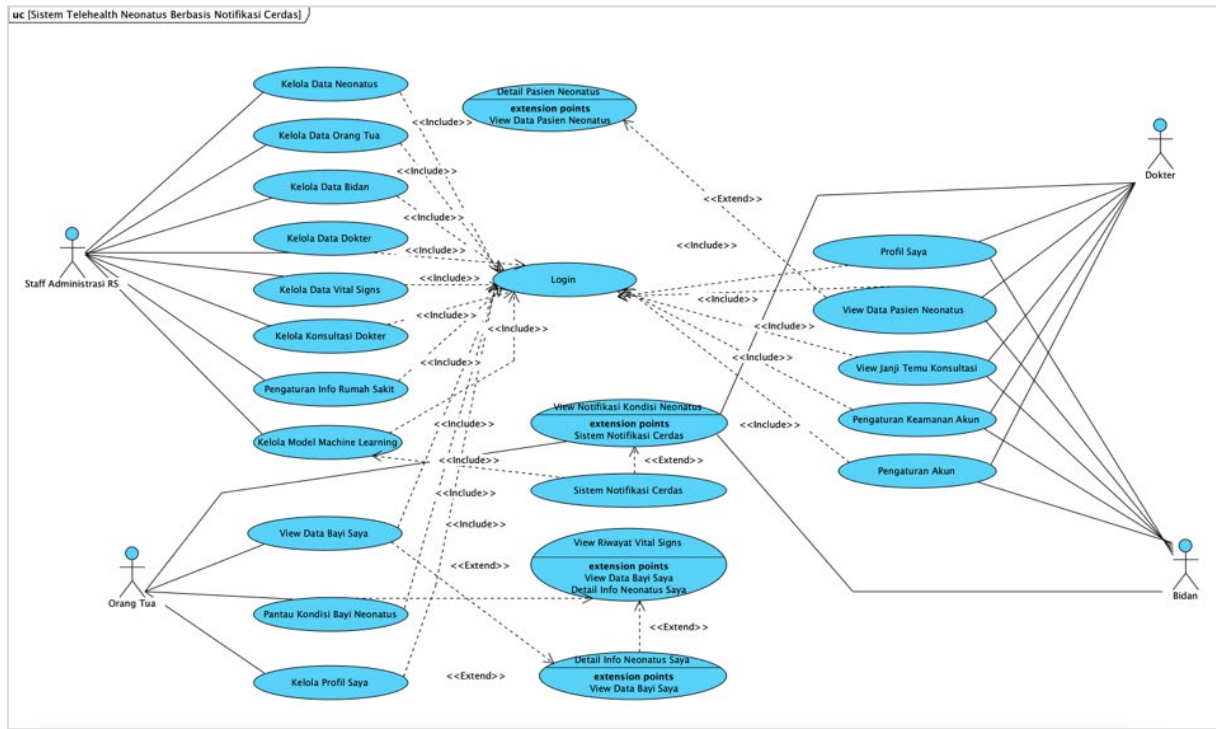 uc [Sistem Telehealth Neonatus Berbasis Notifikasi Cerdas]
Kelola Data Neonatus
Detail Pasien Neonatus
extension points
View Data Pasien Neonatus
<<Include>>
Kelola Data Orang Tua
<<Include>>
Dokter
Kelola Data Bidan
<<Include>>
<<Extend>>
Kelola Data Dokter
<<Include>>
<<Include>>
Profil Saya
Staff Administrasi RS
Login
Kelola Data Vital Signs
<<Include>>
<<Include>>
View Data Pasien Neonatus
Kelola Konsultasi Dokter
<<Include>>
<<Include>>
<<Include>>
<<Include>>
View Janji Temu Konsultasi
Pengaturan Info Rumah Sakit
<<Include>>
View Notifikasi Kondisi Neonatus
extension points
Sistem Notifikasi Cerdas
Pengaturan Keamanan Akun
<<Include>>
Kelola Model Machine Learning
<<Include>>
<<Extend>>
Pengaturan Akun
Sistem Notifikasi Cerdas
<<Include>>
<<Include>>
View Data Bayi Saya
View Riwayat Vital Signs
extension points
View Data Bayi Saya
Detail Info Neonatus Saya
<<Extend>>
<<Extend>>
Orang Tua
Bidan
Pantau Kondisi Bayi Neonatus
<<Extend>>
Detail Info Neonatus Saya
extension points
View Data Bayi Saya
<<Extend>>
Kelola Profil Saya